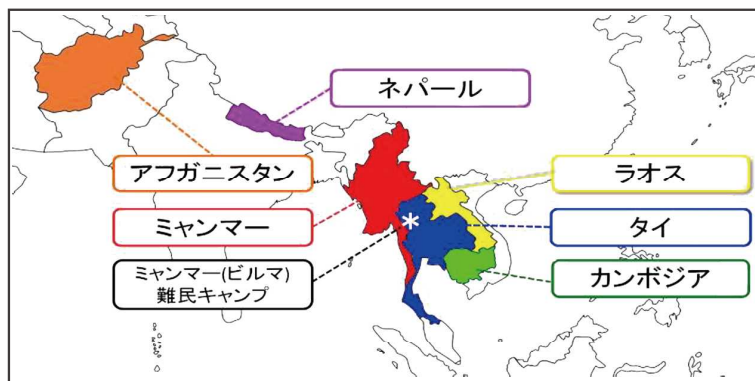 ネパール
アフガニスタン
ラオス
ミャンマー
タイ
ミャンマー(ビルマ)
難民キャンプ
カンボジア
*